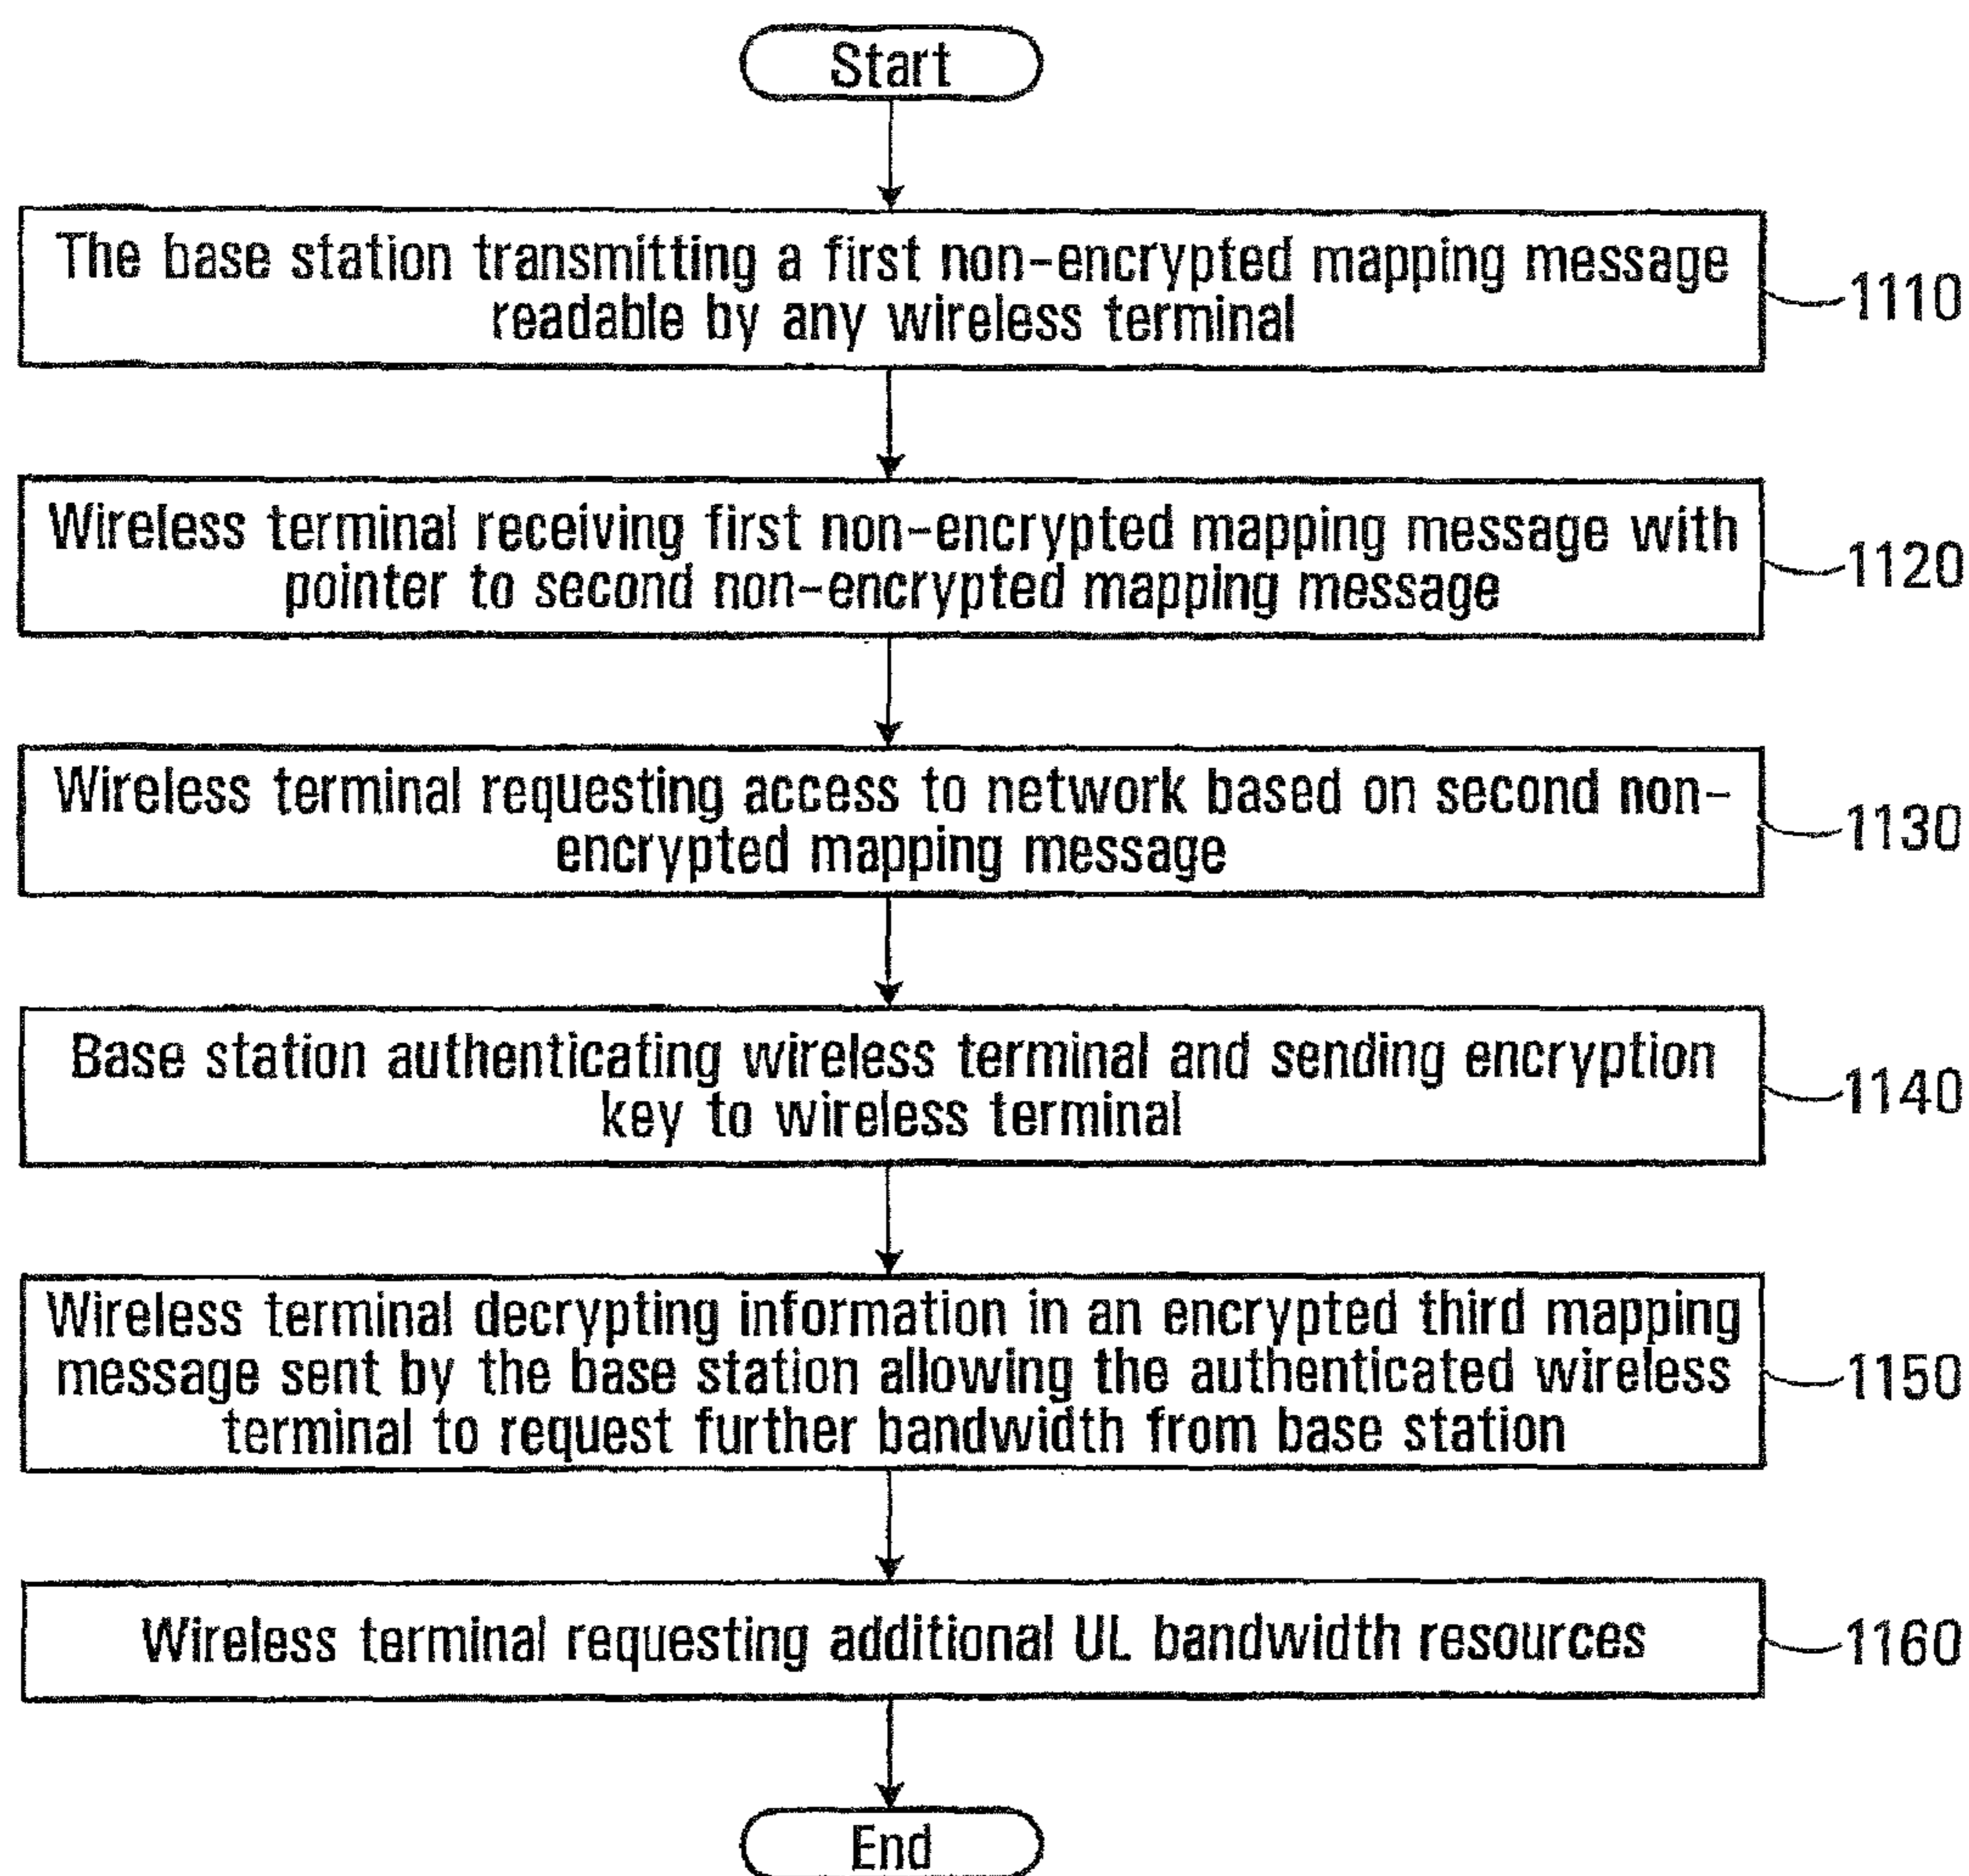 Start
The base station transmitting a first non-encrypted mapping message
readable by any wireless terminal
1110
Wireless terminal receiving first non-encrypted mapping message with
pointer to second non-encrypted mapping message
1120
Wireless terminal requesting access to network based on second non-
encrypted mapping message
1130
Base station authenticating wireless terminal and sending encryption
key to wireless terminal
1140
Wireless terminal decrypting information in an encrypted third mapping
message sent by the base station allowing the authenticated wireless
terminal to request further bandwidth from base station
1150
Wireless terminal requesting additional UL bandwidth resources
1160
End